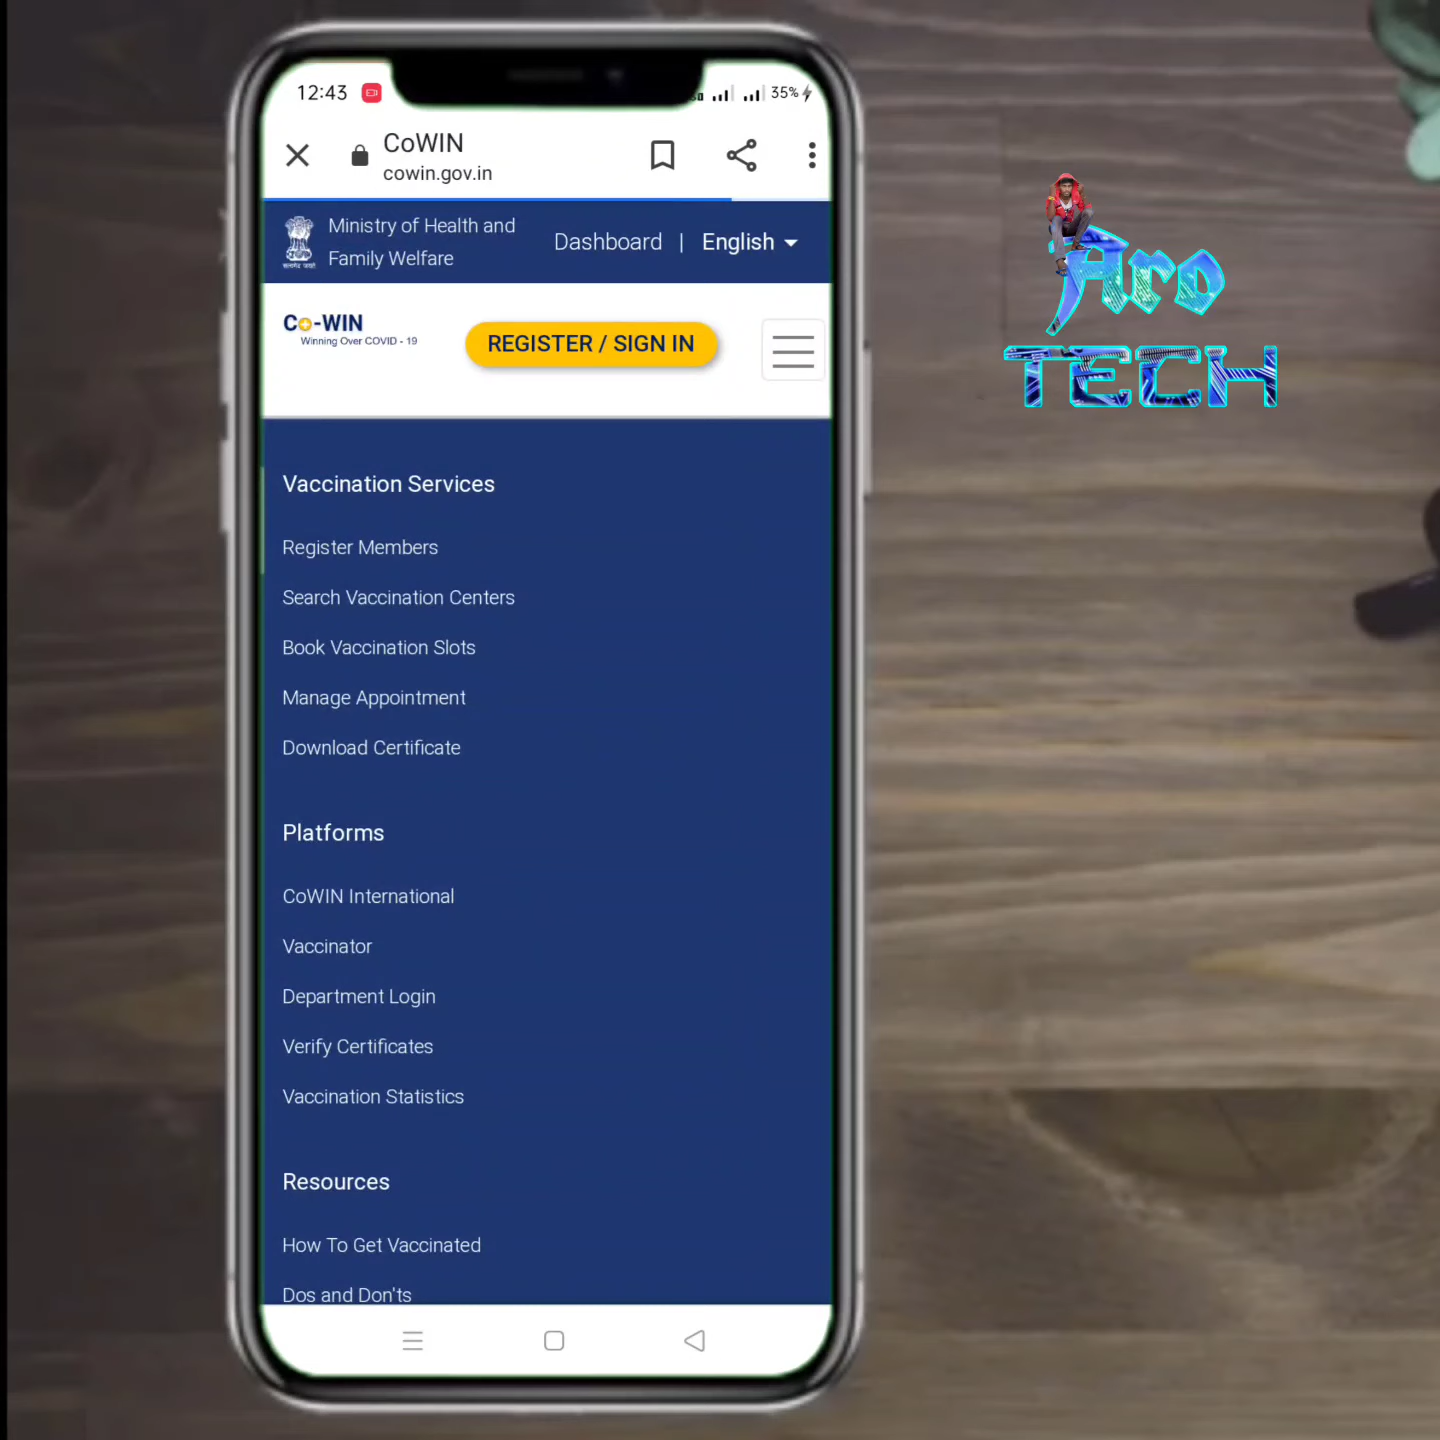 12:43
35%
CoWIN
cowin.gov.in
Ministry of Health and
Family Welfare
Dashboard | English
Co-WIN
Winning Over COVID - 19
REGISTER / SIGN IN
Aro
TECH
Vaccination Services
Register Members
Search Vaccination Centers
Book Vaccination Slots
Manage Appointment
Download Certificate
Platforms
CoWIN International
Vaccinator
Department Login
Verify Certificates
Vaccination Statistics
Resources
How To Get Vaccinated
Dos and Don'ts